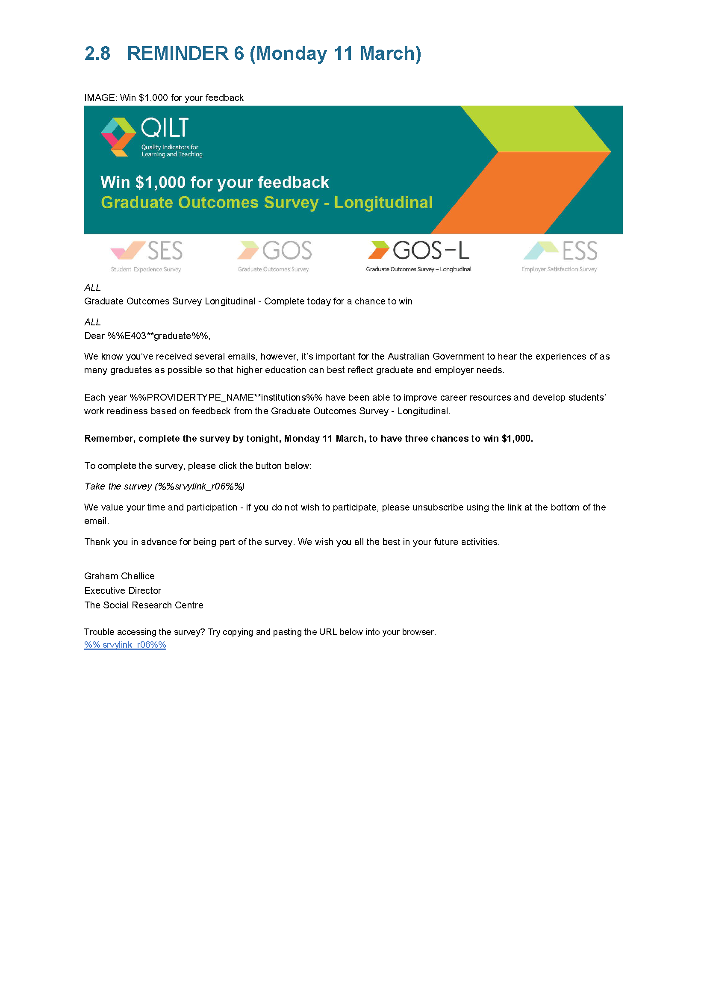 2.8 REMINDER 6 (Monday 11 March)
IMAGE: Win $1,000 for your feedback
QILT
Quality Indicators for
Learning and Teaching
Win $1,000 for your feedback
Graduate Outcomes Survey - Longitudinal
SES
Student Experience Survey
GOS
Graduate Outcomes Survey
GOS-L
Graduate Outcomes Survey – Longitudinal
ESS
Employer Satisfaction Survey
ALL
Graduate Outcomes Survey Longitudinal - Complete today for a chance to win
ALL
Dear %%E403**graduate%%,
We know you’ve received several emails, however, it’s important for the Australian Government to hear the experiences of as
many graduates as possible so that higher education can best reflect graduate and employer needs.
Each year %%PROVIDERTYPE_NAME**institutions%% have been able to improve career resources and develop students’
work readiness based on feedback from the Graduate Outcomes Survey - Longitudinal.
Remember, complete the survey by tonight, Monday 11 March, to have three chances to win $1,000.
To complete the survey, please click the button below:
Take the survey (%%srvylink_r06%%)
We value your time and participation - if you do not wish to participate, please unsubscribe using the link at the bottom of the
email.
Thank you in advance for being part of the survey. We wish you all the best in your future activities.
Graham Challice
Executive Director
The Social Research Centre
Trouble accessing the survey? Try copying and pasting the URL below into your browser.
%% srvylink_r06%%